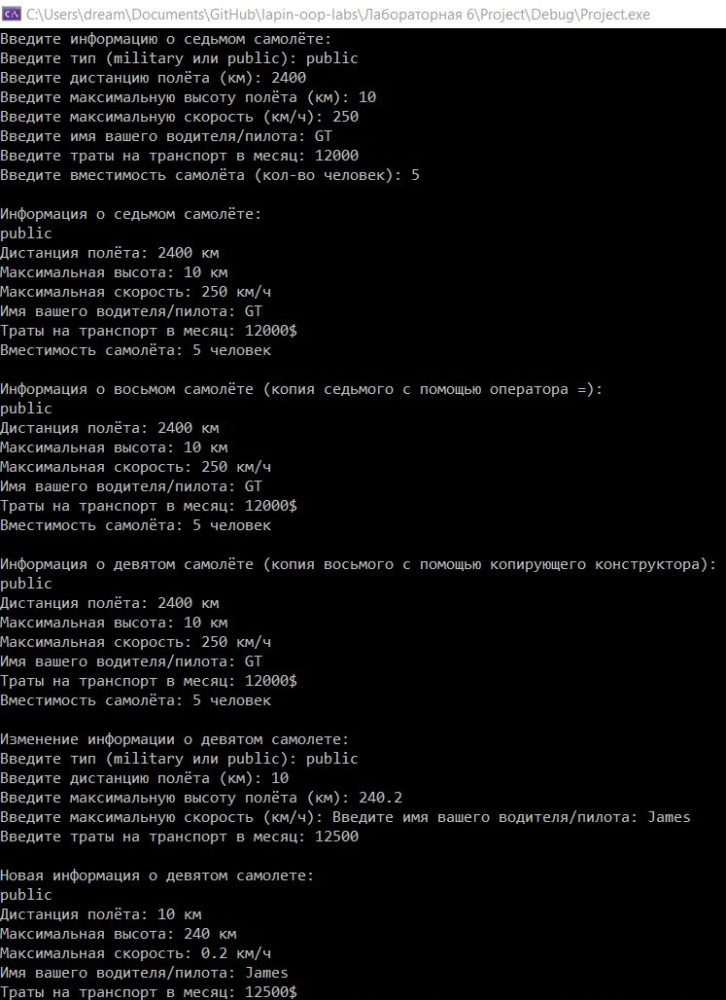 C:\Users\dream\Documents\GitHub\lapin-oop-labs\Лабораторная 6\Project\Debug\Project.exe
Введите информацию о седьмом самолёте:
Введите тип (military или public): public
Введите дистанцию полёта (км): 2400
Введите максимальную высоту полёта (км): 10
Введите максимальную скорость (км/ч): 250
Введите имя вашего водителя/пилота: GT
Введите траты на транспорт в месяц: 12000
Введите вместимость самолёта (кол-во человек): 5
Информация о седьмом самолёте:
public
Дистанция полёта: 2400 км
Максимальная высота: 10 км
Максимальная скорость: 250 км/ч
Имя вашего водителя/пилота: GT
Траты на транспорт в месяц: 12000$
Вместимость самолёта: 5 человек
Информация о восьмом самолёте (копия седьмого с помощью оператора =):
public
Дистанция полёта: 2400 км
Максимальная высота: 10 км
Максимальная скорость: 250 км/ч
Имя вашего водителя/пилота: GT
Траты на транспорт в месяц: 12000$
Вместимость самолёта: 5 человек
Информация о девятом самолёте (копия восьмого с помощью копирующего конструктора):
public
Дистанция полёта: 2400 км
Максимальная высота: 10 км
Максимальная скорость: 250 км/ч
Имя вашего водителя/пилота: GT
Траты на транспорт в месяц: 12000$
Вместимость самолёта: 5 человек
Изменение информации о девятом самолете:
Введите тип (military или public): public
Введите дистанцию полёта (км): 10
Введите максимальную высоту полёта (км): 240.2
Введите максимальную скорость (км/ч): Введите имя вашего водителя/пилота: James
Введите траты на транспорт в месяц: 12500
Новая информация о девятом самолете:
public
Дистанция полёта: 10 км
Максимальная высота: 240 км
Максимальная скорость: 0.2 км/ч
Имя вашего водителя/пилота: James
Траты на транспорт в месяц: 12500$